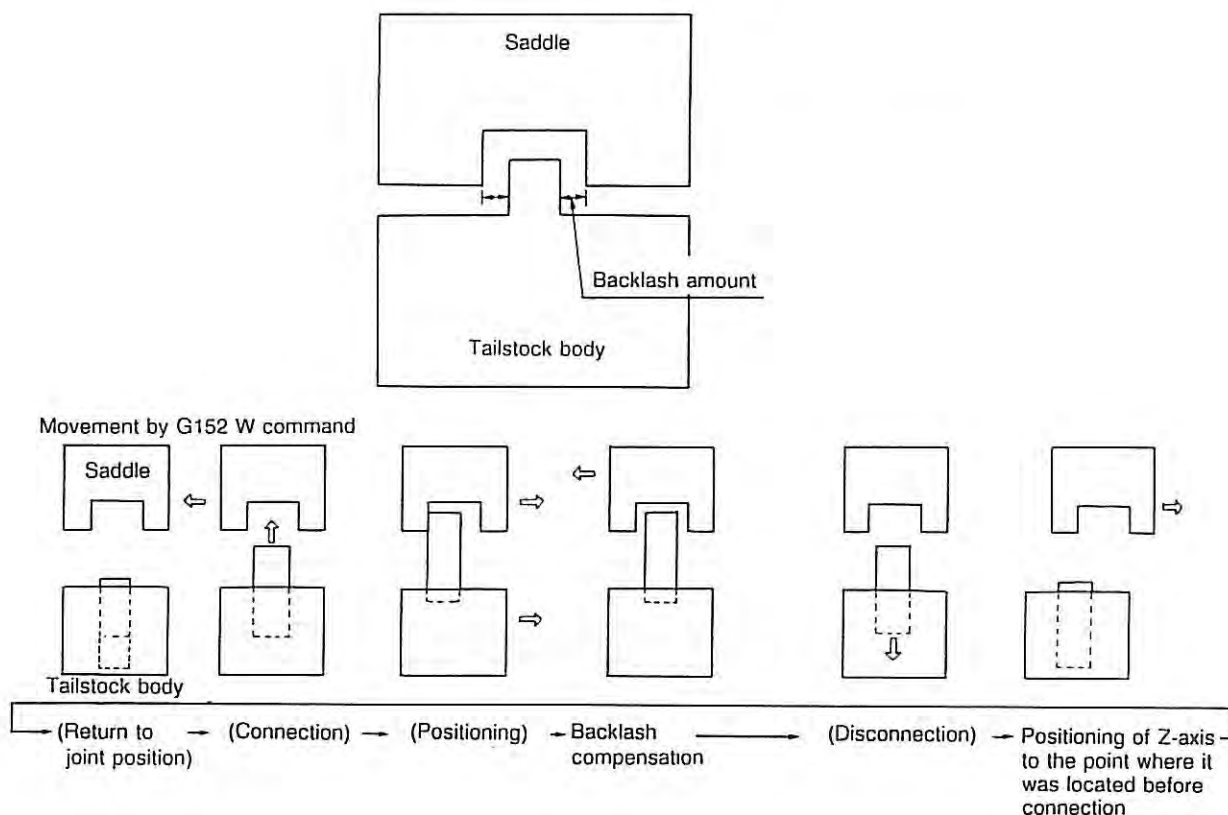 Saddle
Backlash amount
Tailstock body
Movement by G152 W command
Saddle
Tailstock body
(Return to
joint position)
(Connection)
(Positioning)
Backlash
compensation
(Disconnection)
Positioning of Z-axis
to the point where it
was located before
connection